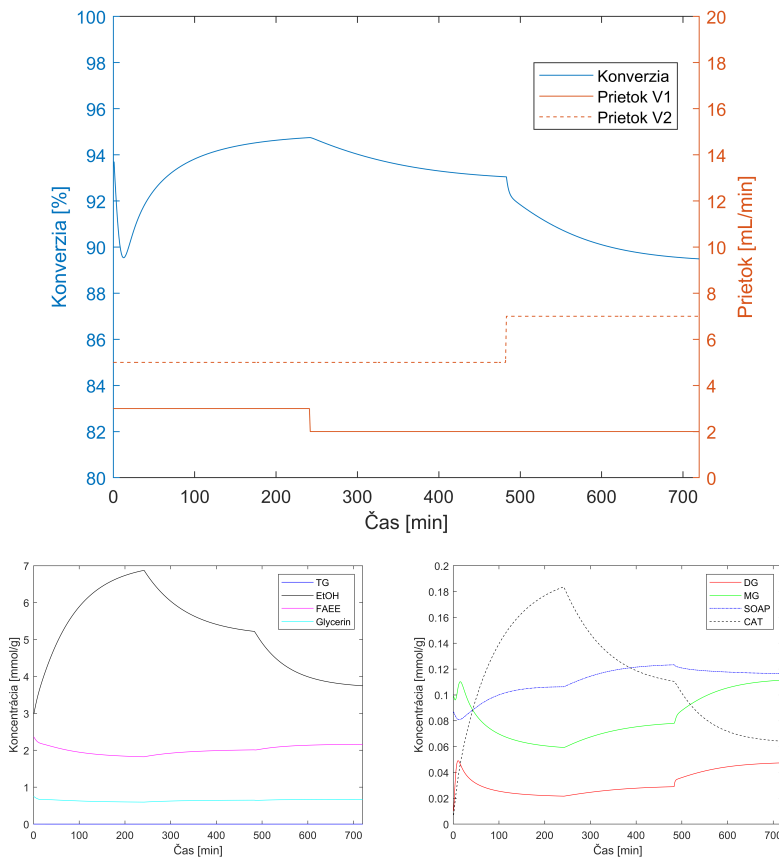 100
98
96
94
92
90
88
86
84
82
80
Konverzia [%]
20
18
16
14
12
10
8
6
4
2
0
Prietok [mL/min]
Konverzia
Prietok V1
Prietok V2
0 100 200 300 400 500 600 700
Čas [min]
7
6
5
4
3
2
1
0
Koncentrácia [mmol/g]
TG
EtOH
FAEE
Glycerin
0 100 200 300 400 500 600 700
Čas [min]
0.2
0.18
0.16
0.14
0.12
0.1
0.08
0.06
0.04
0.02
0
Koncentrácia [mmol/g]
DG
MG
SOAP
CAT
0 100 200 300 400 500 600 700
Čas [min]